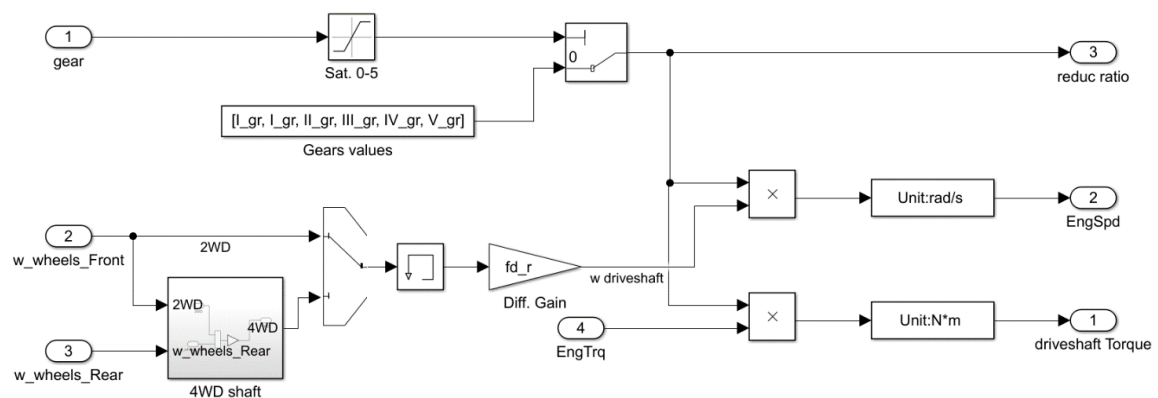 1
gear
Sat. 0-5
0
3
reduc ratio
[I_gr, I_gr, II_gr, III_gr, IV_gr, V_gr]
Gears values
×
Unit:rad/s
2
EngSpd
2
w_wheels_Front
2WD
fd_r
Diff. Gain
w driveshaft
2WD
4WD
w_wheels_Rear
3
w_wheels_Rear
4WD shaft
4
EngTrq
×
Unit:N*m
1
driveshaft Torque